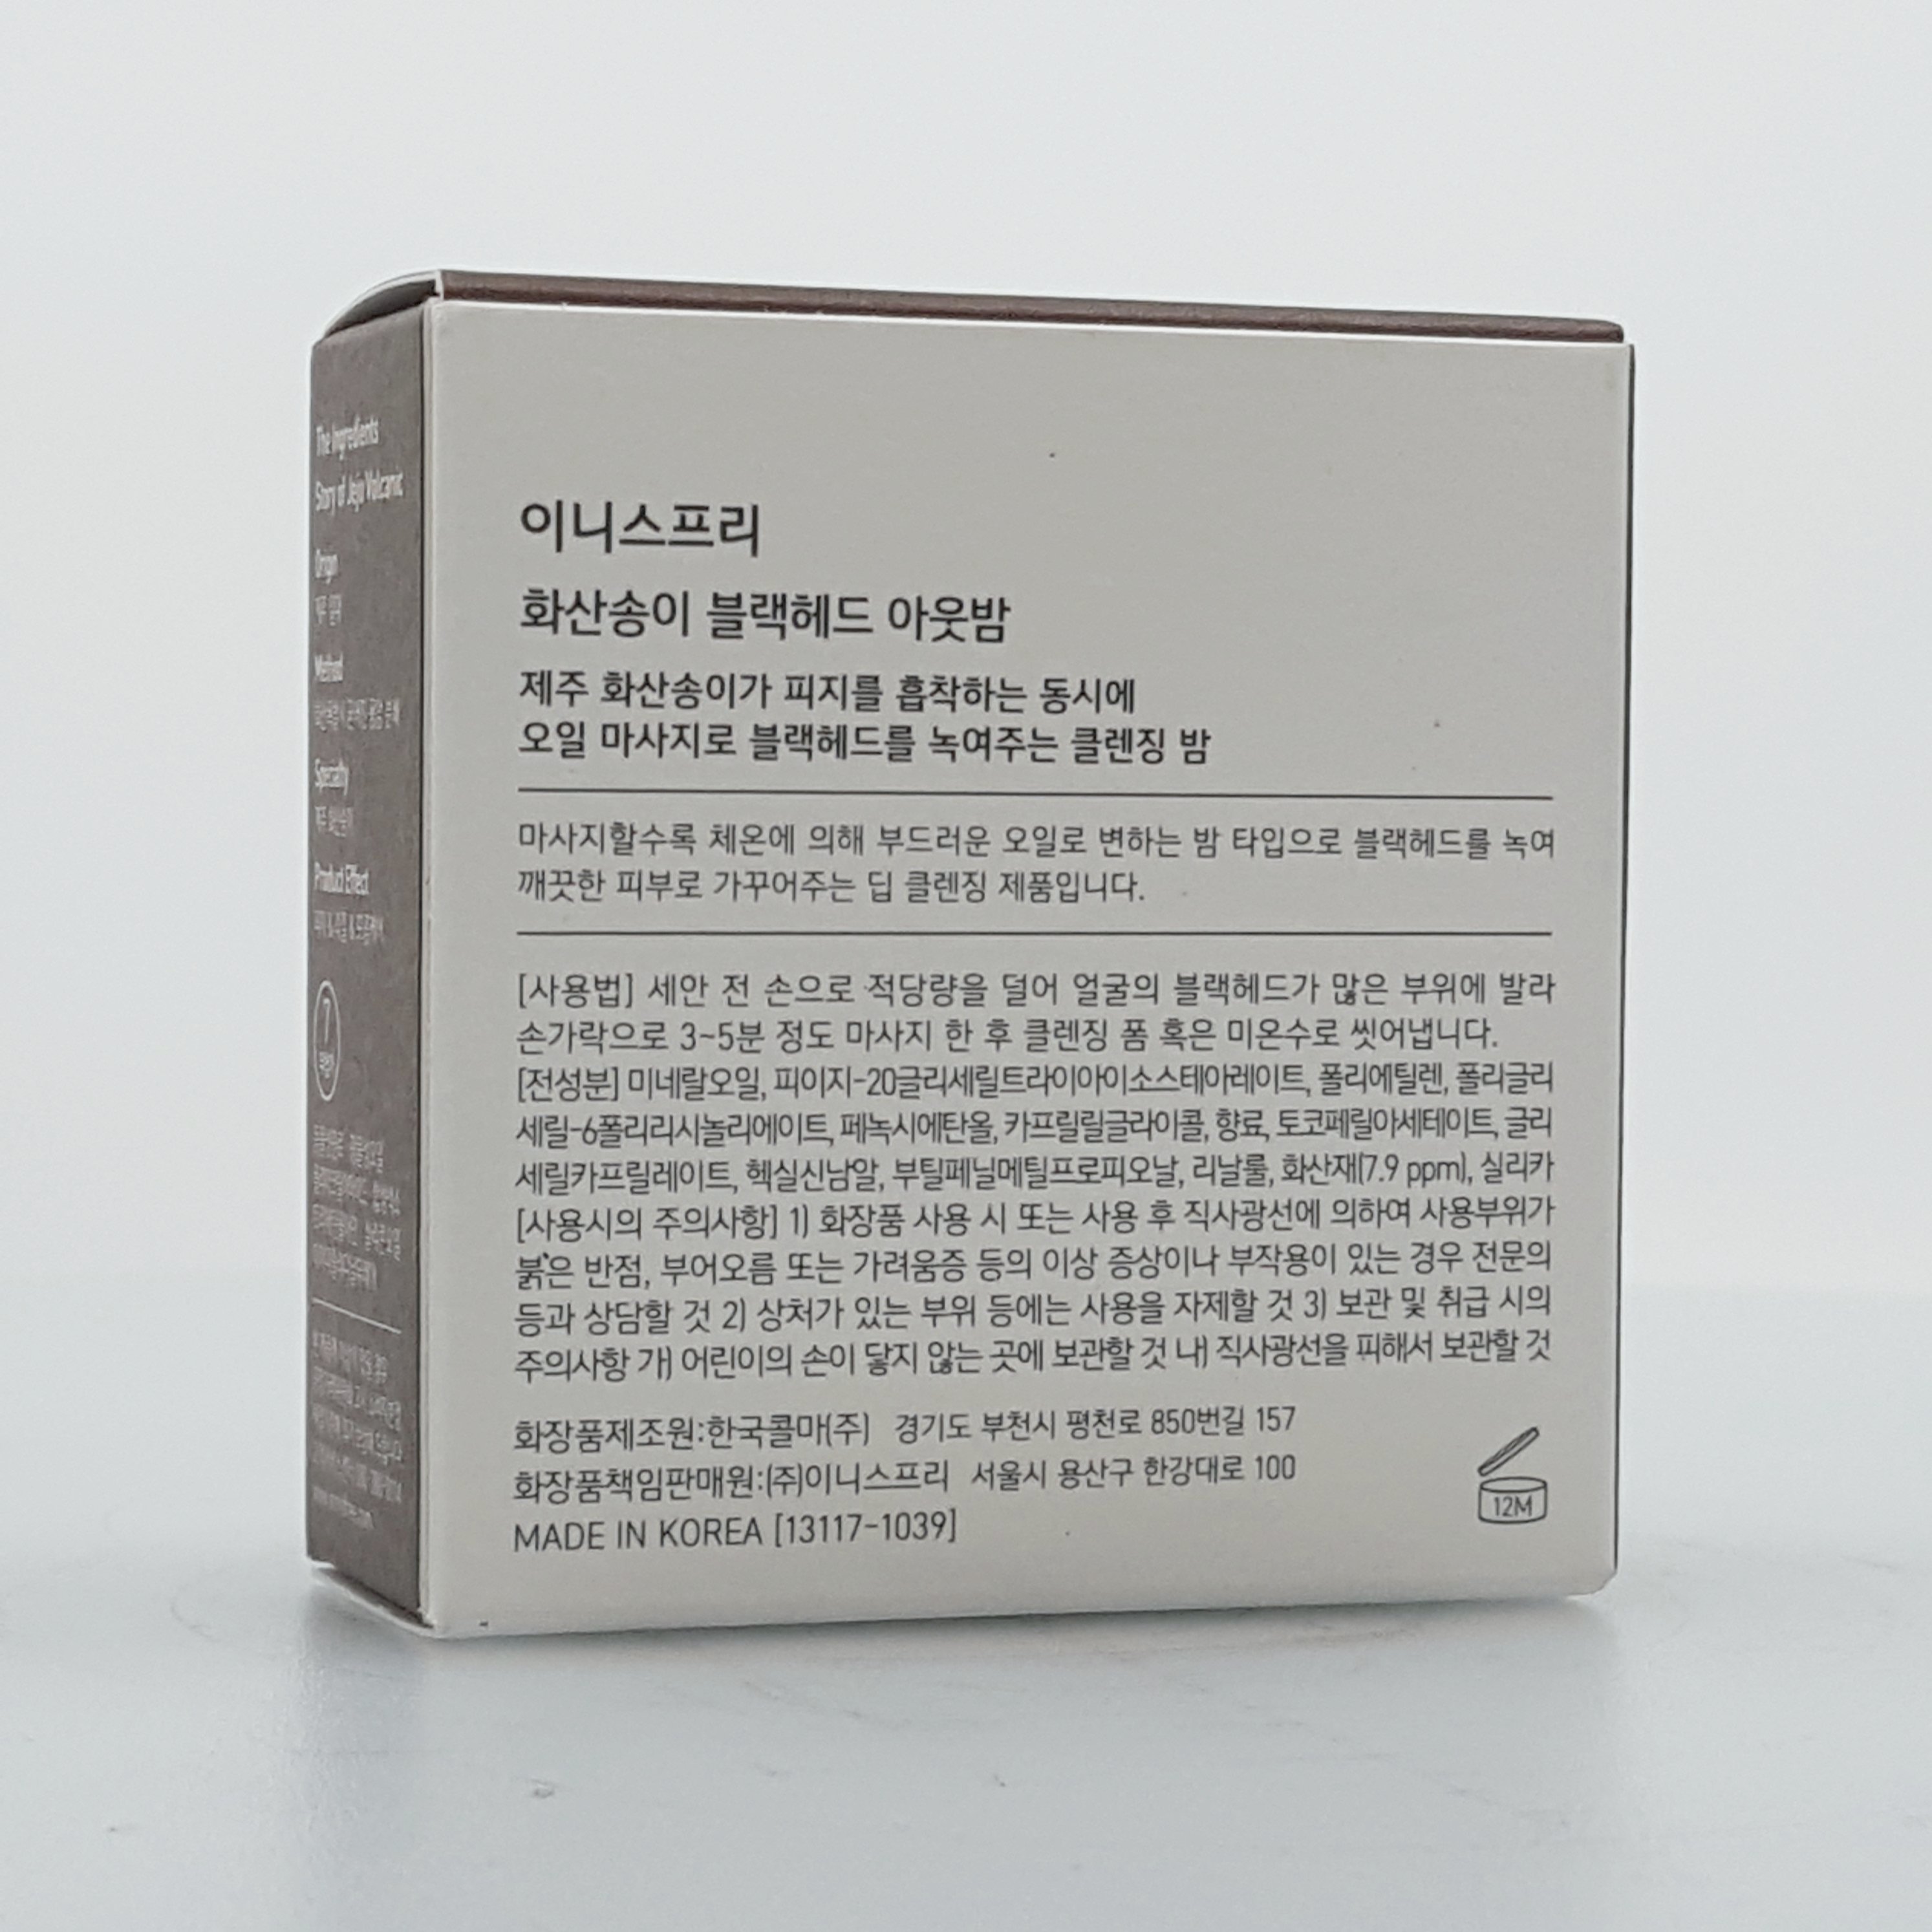 이니스프리
화산송이 블랙헤드 아웃밤
제주 화산송이가 피지를 흡착하는 동시에
오일 마사지로 블랙헤드를 녹여주는 클렌징 밤
마사지할수록 체온에 의해 부드러운 오일로 변하는 밤 타입으로 블랙헤드를 녹여
깨끗한 피부로 가꾸어주는 딥 클렌징 제품입니다.
[사용법] 세안 전 손으로 적당량을 덜어 얼굴의 블랙헤드가 많은 부위에 발라
손가락으로 3~5분 정도 마사지 한 후 클렌징 폼 혹은 미온수로 씻어냅니다.
[전성분] 미네랄오일, 피이지-20글리세릴트라이아이소스테아레이트, 폴리에틸렌, 폴리글리
세릴-6폴리리시놀리에이트, 페녹시에탄올, 카프릴릴글라이콜, 향료, 토코페릴아세테이트, 글리
세릴카프릴레이트, 헥실신남알, 부틸페닐메틸프로피오날, 리날룰, 화산재(7.9 ppm), 실리카
[사용시의 주의사항] 1) 화장품 사용 시 또는 사용 후 직사광선에 의하여 사용부위가
붉은 반점, 부어오름 또는 가려움증 등의 이상 증상이나 부작용이 있는 경우 전문의
등과 상담할 것 2) 상처가 있는 부위 등에는 사용을 자제할 것 3) 보관 및 취급 시의
주의사항 가) 어린이의 손이 닿지 않는 곳에 보관할 것 나) 직사광선을 피해서 보관할 것
화장품제조원:한국콜마(주) 경기도 부천시 평천로 850번길 157
화장품책임판매원:(주)이니스프리 서울시 용산구 한강대로 100
MADE IN KOREA [13117-1039]
12M
The Ingredients
Story of Jeju Volcanic
Origin
Method
Specialty
제주 화산송이
Product Effect
7